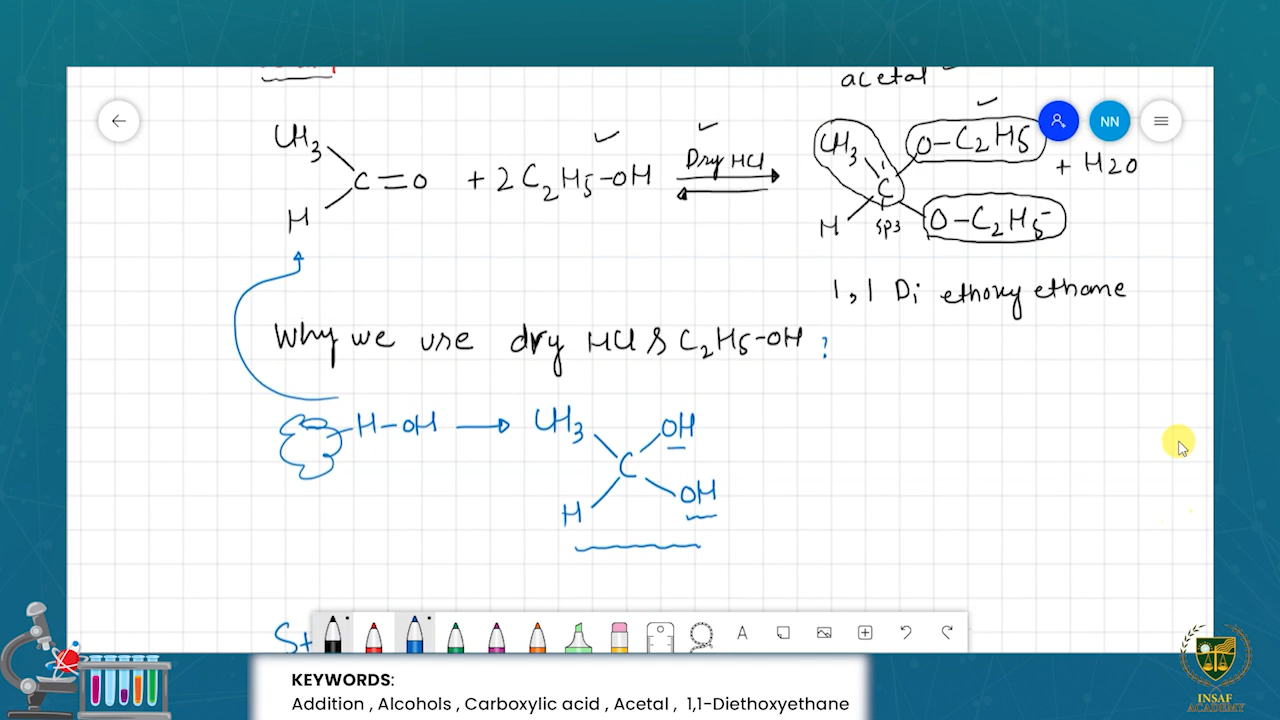 acetal
CH3 C=O H + 2 C2H5-OH Dry HCl CH3 C O-C2H5 O-C2H5 H sp3 + H2O
NN
1,1 Di ethoxy ethane
Why we use dry HCl & C2H5-OH ?
H-OH → CH3 C OH OH H
St
A
KEYWORDS:
Addition , Alcohols , Carboxylic acid , Acetal , 1,1-Diethoxyethane
INSAF
ACADEMY